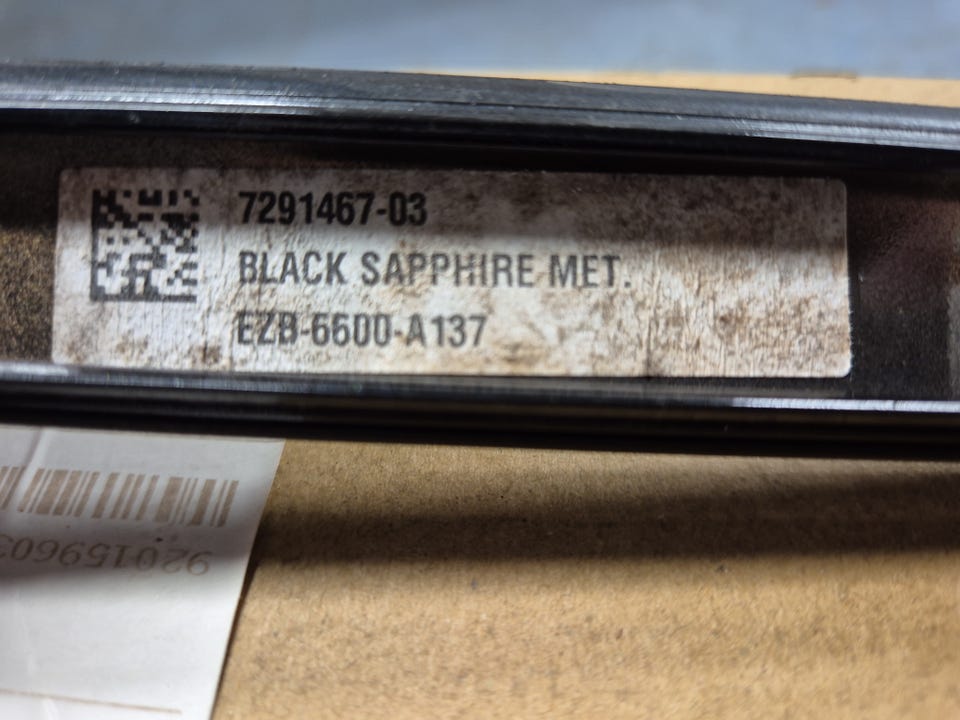 7291467-03
BLACK SAPPHIRE MET.
EZB-6600-A137
920159603